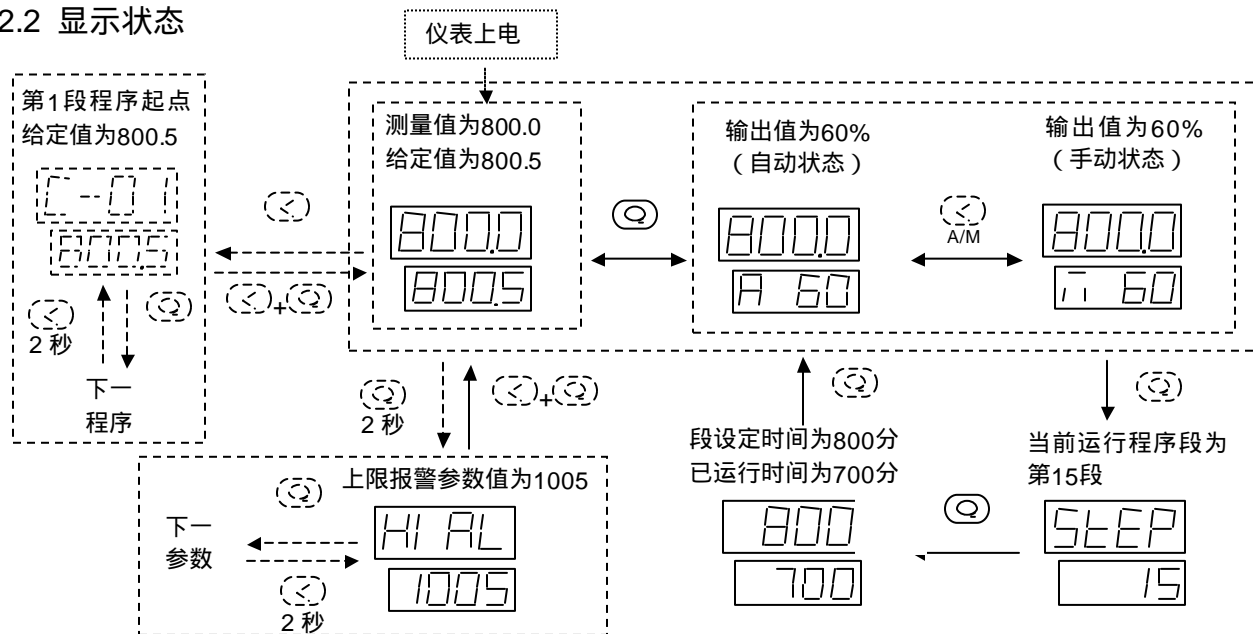 2.2 显示状态
仪表上电
第1段程序起点
给定值为800.5
C-01
800.5
2 秒
下一
程序
+
测量值为800.0
给定值为800.5
800.0
800.5
输出值为60%
（自动状态）
800.0
A 60
A/M
输出值为60%
（手动状态）
800.0
60
2 秒
+
上限报警参数值为1005
HI AL
1005
下一
参数
2 秒
段设定时间为800分
已运行时间为700分
800
700
当前运行程序段为
第15段
StEP
15